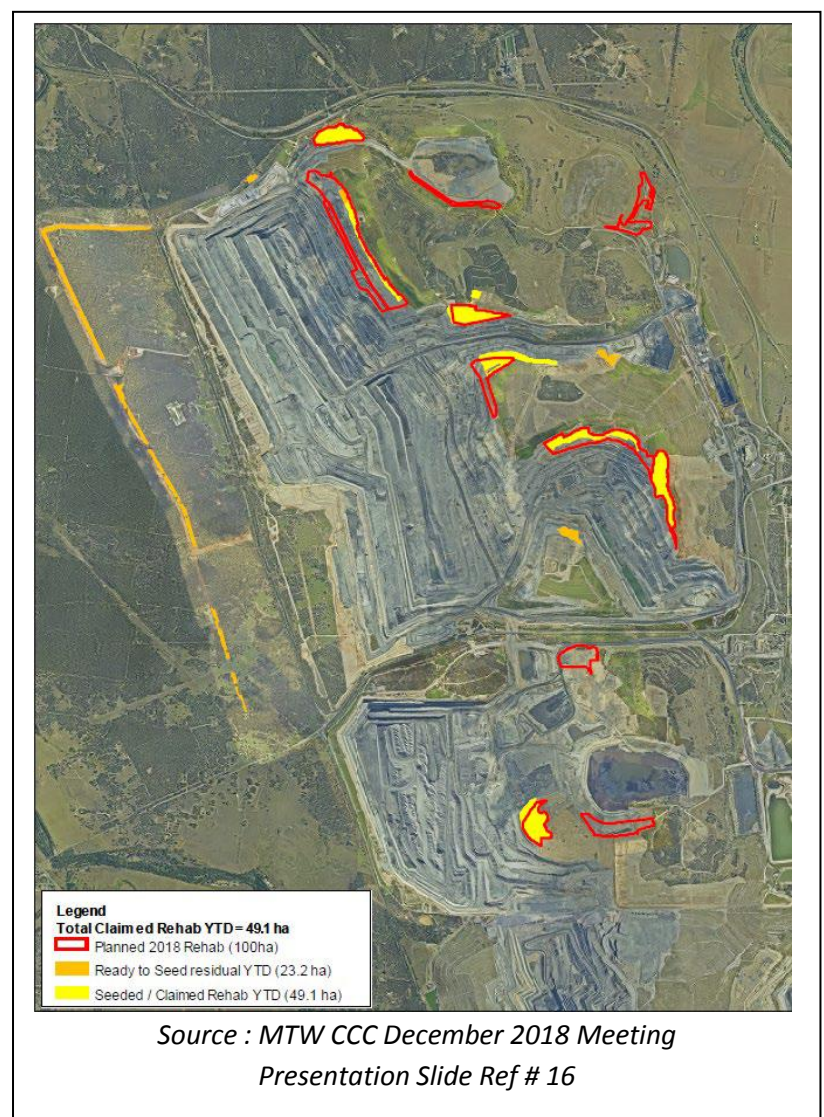 Legend
Total Claimed Rehab YTD = 49.1 ha
Planned 2018 Rehab (100ha)
Ready to Seed residual YTD (23.2 ha)
Seeded / Claimed Rehab YTD (49.1 ha)
Source : MTW CCC December 2018 Meeting
Presentation Slide Ref # 16